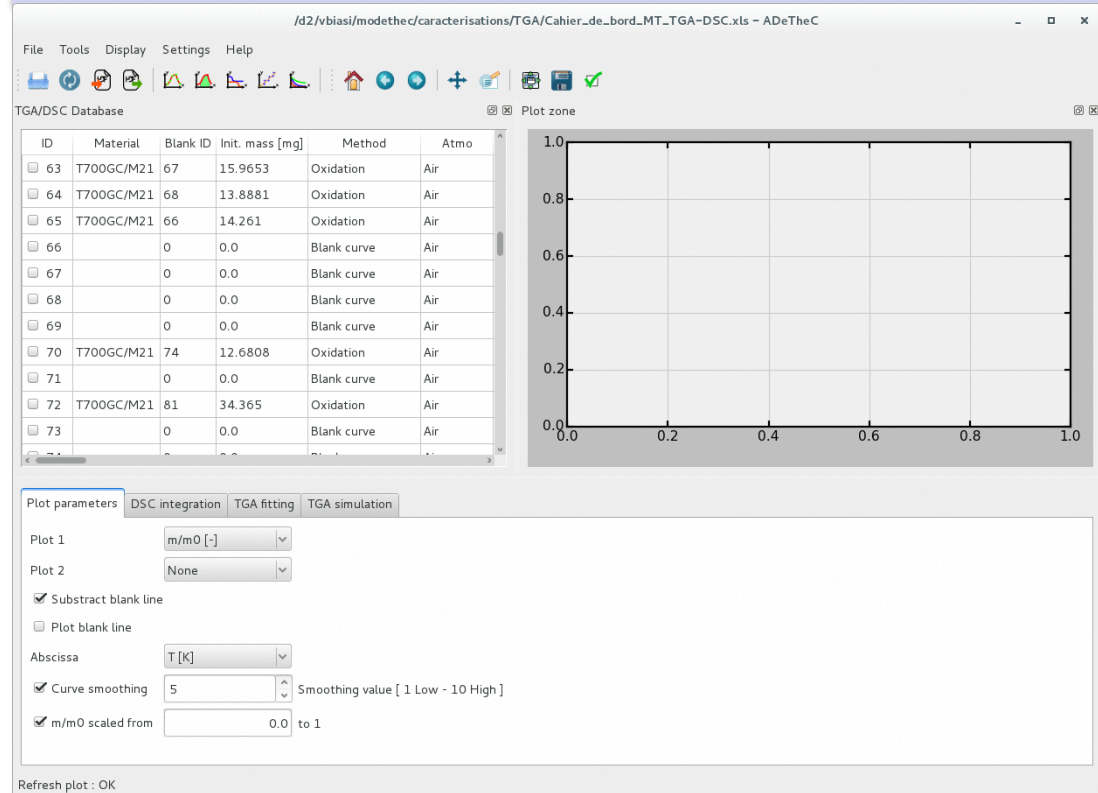 /d2/vbiasi/modethec/caracterisations/TGA/Cahier_de_bord_MT_TGA-DSC.xls - ADeTheC
File Tools Display Settings Help
TGA/DSC Database
Plot zone
ID Material Blank ID Init. mass [mg] Method Atmo
63 T700GC/M21 67 15.9653 Oxidation Air
64 T700GC/M21 68 13.8881 Oxidation Air
65 T700GC/M21 66 14.261 Oxidation Air
66 0 0.0 Blank curve Air
67 0 0.0 Blank curve Air
68 0 0.0 Blank curve Air
69 0 0.0 Blank curve Air
70 T700GC/M21 74 12.6808 Oxidation Air
71 0 0.0 Blank curve Air
72 T700GC/M21 81 34.365 Oxidation Air
73 0 0.0 Blank curve Air
1.0
0.8
0.6
0.4
0.2
0.0
0.0 0.2 0.4 0.6 0.8 1.0
Plot parameters DSC integration TGA fitting TGA simulation
Plot 1 m/m0 [-]
Plot 2 None
Substract blank line
Plot blank line
Abscissa T [K]
Curve smoothing 5 Smoothing value [ 1 Low - 10 High ]
m/m0 scaled from 0.0 to 1
Refresh plot : OK